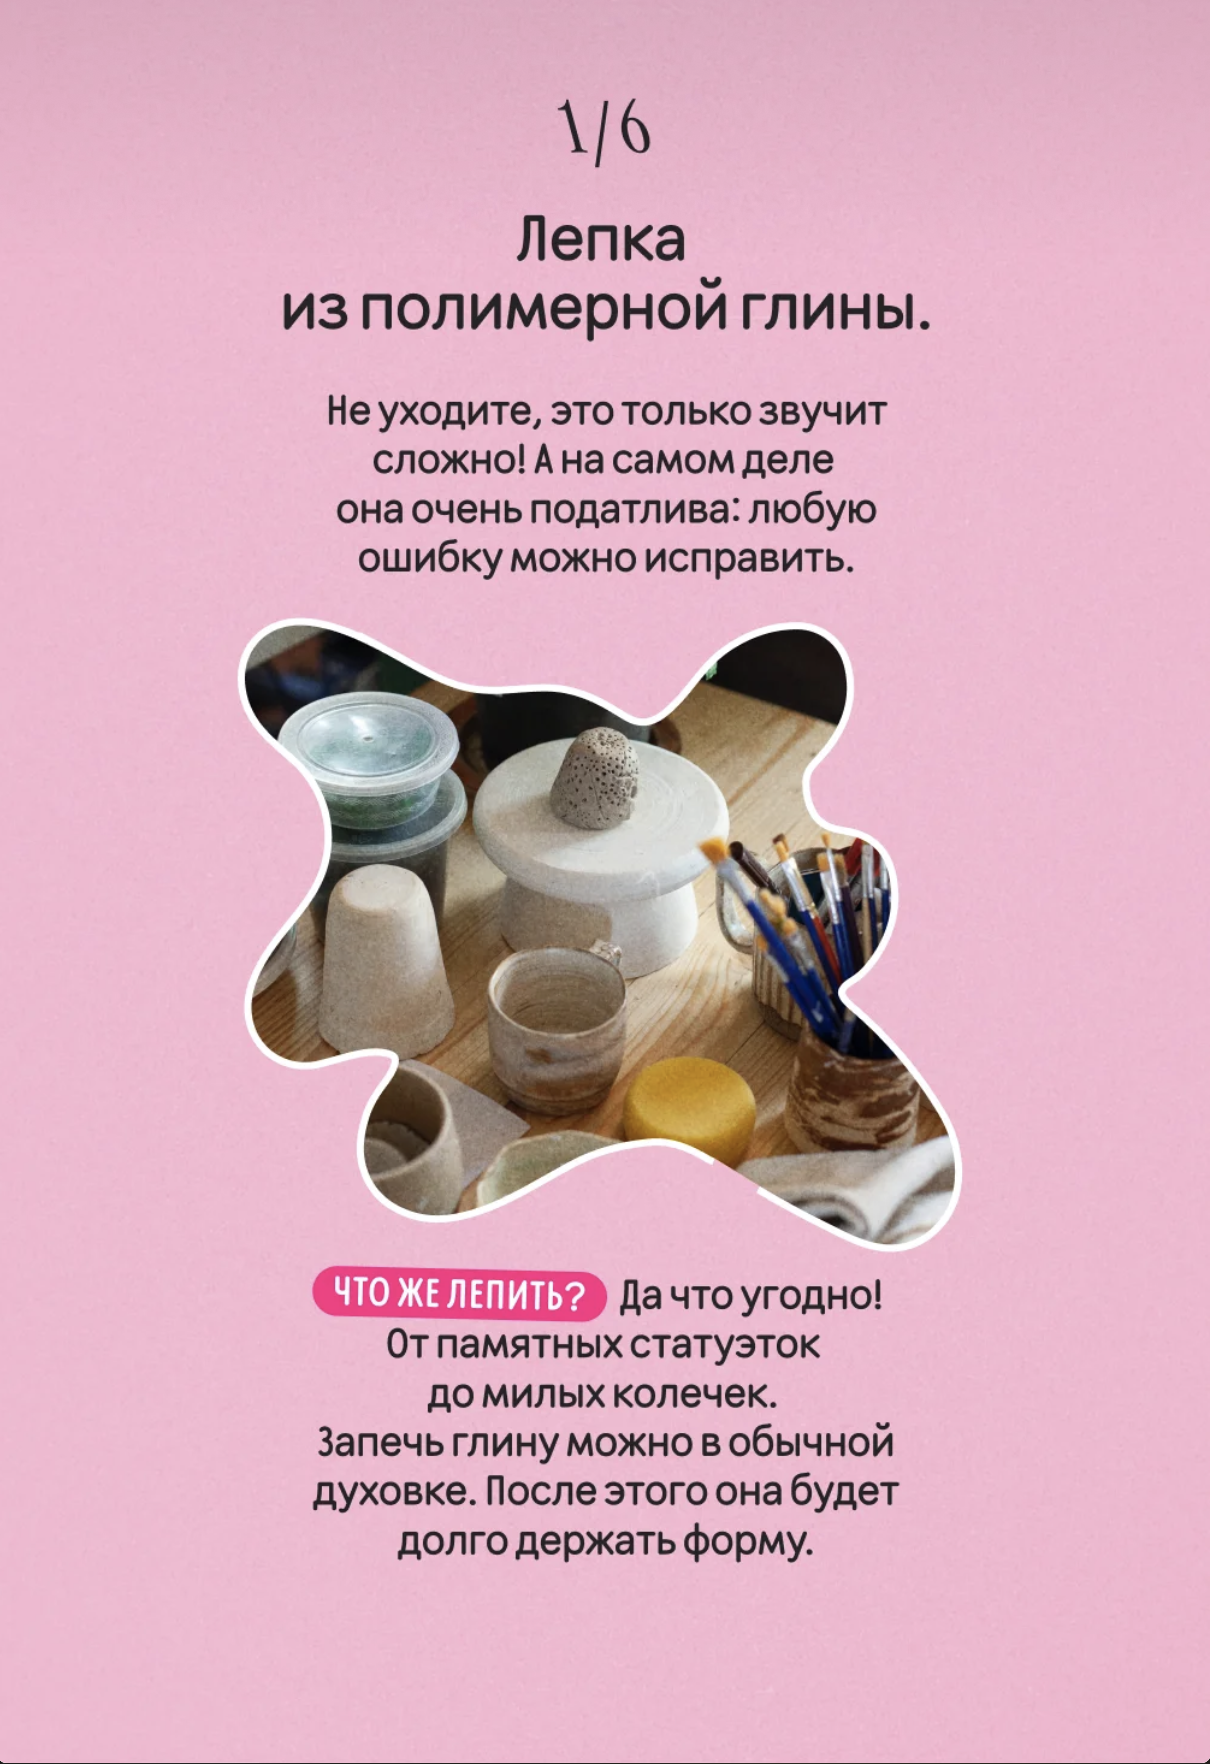 1/6
Лепка
из полимерной глины.
Не уходите, это только звучит
сложно! А на самом деле
она очень податлива: любую
ошибку можно исправить.
ЧТО ЖЕ ЛЕПИТЬ? Да что угодно!
От памятных статуэток
до милых колечек.
Запечь глину можно в обычной
духовке. После этого она будет
долго держать форму.